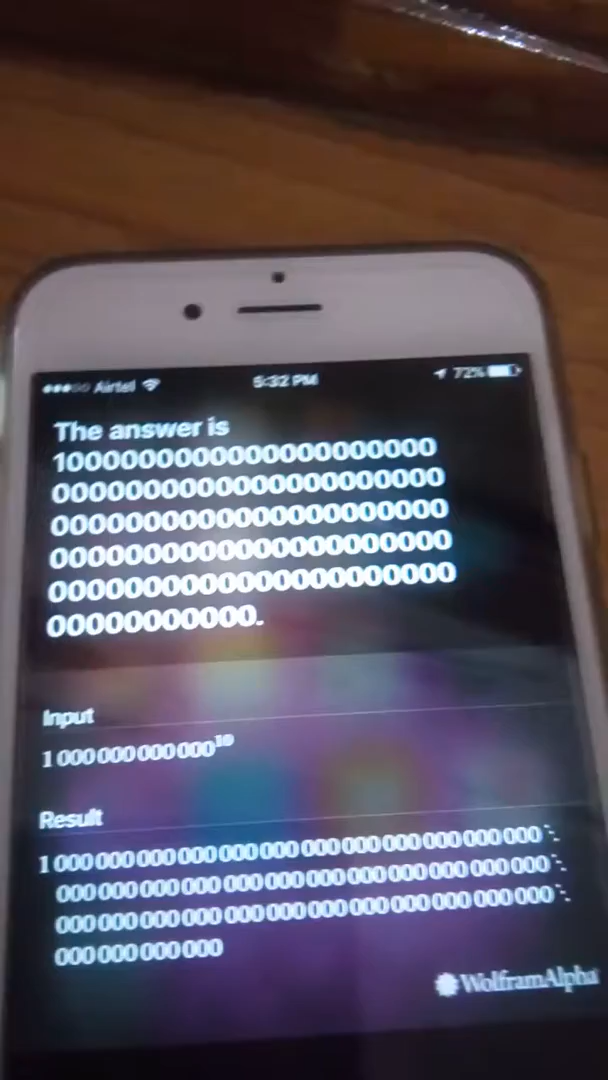 ●●●○○ Airtel 5:32 PM 72%
The answer is
1000000000000000000000
0000000000000000000000
0000000000000000000000
0000000000000000000000
0000000000000000000000
00000000000.
Input
1 000 000 000 000¹⁰
Result
1 000 000 000 000 000 000 000 000 000 000 000 000 ⋱
000 000 000 000 000 000 000 000 000 000 000 000 ⋱
000 000 000 000 000 000 000 000 000 000 000 000 ⋱
000 000 000 000
WolframAlpha